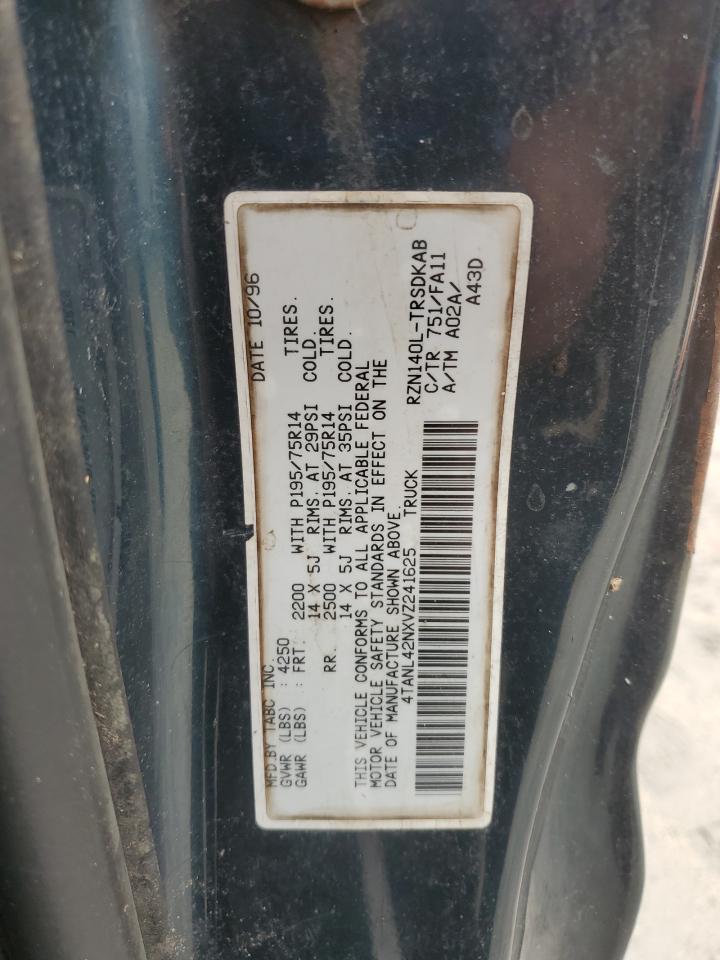 MFD.BY TABC INC. DATE 10/96
GVWR (LBS) : 4250
GAWR (LBS) : FRT. 2200 WITH P195/75R14 TIRES.
14 X 5J RIMS. AT 29PSI COLD.
RR. 2500 WITH P195/75R14 TIRES.
14 X 5J RIMS. AT 35PSI COLD.
THIS VEHICLE CONFORMS TO ALL APPLICABLE FEDERAL
MOTOR VEHICLE SAFETY STANDARDS IN EFFECT ON THE
DATE OF MANUFACTURE SHOWN ABOVE.
4TANL42NXVZ241625 TRUCK RZN140L-TRSDKAB
C/TR 751/FA11
A/TM A02A/
A43D